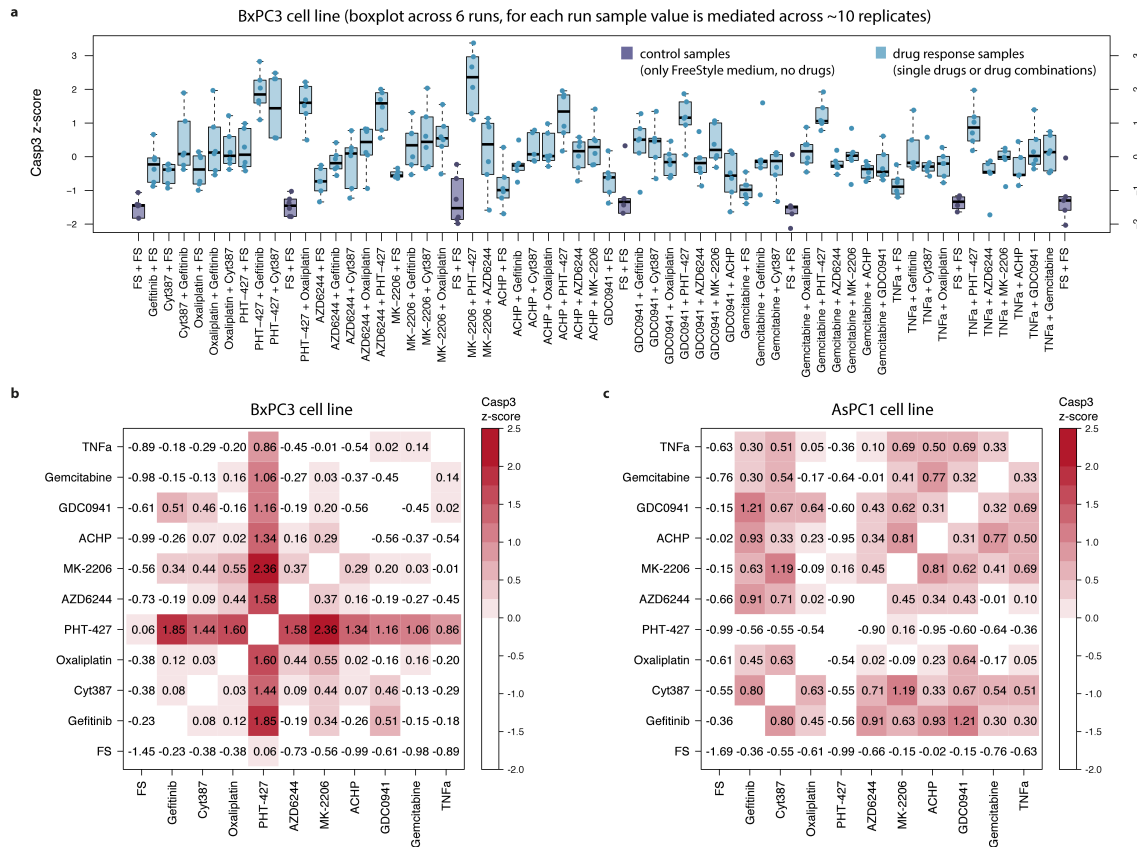 a
BxPC3 cell line (boxplot across 6 runs, for each run sample value is mediated across ~10 replicates)
control samples
(only FreeStyle medium, no drugs)
drug response samples
(single drugs or drug combinations)
Casp3 z-score
3
2
1
0
−1
−2
3
2
1
0
−1
−2
FS + FS
Gefitinib + FS
Cyt387 + FS
Cyt387 + Gefitinib
Oxaliplatin + FS
Oxaliplatin + Gefitinib
Oxaliplatin + Cyt387
PHT−427 + FS
PHT−427 + Gefitinib
PHT−427 + Cyt387
FS + FS
PHT−427 + Oxaliplatin
AZD6244 + FS
AZD6244 + Gefitinib
AZD6244 + Cyt387
AZD6244 + Oxaliplatin
AZD6244 + PHT−427
MK−2206 + FS
MK−2206 + Gefitinib
MK−2206 + Cyt387
MK−2206 + Oxaliplatin
FS + FS
MK−2206 + PHT−427
MK−2206 + AZD6244
ACHP + FS
ACHP + Gefitinib
ACHP + Cyt387
ACHP + Oxaliplatin
ACHP + PHT−427
ACHP + AZD6244
ACHP + MK−2206
GDC0941 + FS
FS + FS
GDC0941 + Gefitinib
GDC0941 + Cyt387
GDC0941 + Oxaliplatin
GDC0941 + PHT−427
GDC0941 + AZD6244
GDC0941 + MK−2206
GDC0941 + ACHP
Gemcitabine + FS
Gemcitabine + Gefitinib
Gemcitabine + Cyt387
FS + FS
Gemcitabine + Oxaliplatin
Gemcitabine + PHT−427
Gemcitabine + AZD6244
Gemcitabine + MK−2206
Gemcitabine + ACHP
Gemcitabine + GDC0941
TNFa + FS
TNFa + Gefitinib
TNFa + Cyt387
TNFa + Oxaliplatin
FS + FS
TNFa + PHT−427
TNFa + AZD6244
TNFa + MK−2206
TNFa + ACHP
TNFa + GDC0941
TNFa + Gemcitabine
FS + FS
b
BxPC3 cell line
Casp3
z-score
TNFa −0.89 −0.18 −0.29 −0.20 0.86 −0.45 −0.01 −0.54 0.02 0.14
Gemcitabine −0.98 −0.15 −0.13 0.16 1.06 −0.27 0.03 −0.37 −0.45 0.14
GDC0941 −0.61 0.51 0.46 −0.16 1.16 −0.19 0.20 −0.56 −0.45 0.02
ACHP −0.99 −0.26 0.07 0.02 1.34 0.16 0.29 −0.56 −0.37 −0.54
MK−2206 −0.56 0.34 0.44 0.55 2.36 0.37 0.29 0.20 0.03 −0.01
AZD6244 −0.73 −0.19 0.09 0.44 1.58 0.37 0.16 −0.19 −0.27 −0.45
PHT−427 0.06 1.85 1.44 1.60 1.58 2.36 1.34 1.16 1.06 0.86
Oxaliplatin −0.38 0.12 0.03 1.60 0.44 0.55 0.02 −0.16 0.16 −0.20
Cyt387 −0.38 0.08 0.03 1.44 0.09 0.44 0.07 0.46 −0.13 −0.29
Gefitinib −0.23 0.08 0.12 1.85 −0.19 0.34 −0.26 0.51 −0.15 −0.18
FS −1.45 −0.23 −0.38 −0.38 0.06 −0.73 −0.56 −0.99 −0.61 −0.98 −0.89
FS
Gefitinib
Cyt387
Oxaliplatin
PHT−427
AZD6244
MK−2206
ACHP
GDC0941
Gemcitabine
TNFa
2.5
2.0
1.5
1.0
0.5
0.0
−0.5
−1.0
−1.5
−2.0
c
AsPC1 cell line
Casp3
z-score
TNFa −0.63 0.30 0.51 0.05 −0.36 0.10 0.69 0.50 0.69 0.33
Gemcitabine −0.76 0.30 0.54 −0.17 −0.64 −0.01 0.41 0.77 0.32 0.33
GDC0941 −0.15 1.21 0.67 0.64 −0.60 0.43 0.62 0.31 0.32 0.69
ACHP −0.02 0.93 0.33 0.23 −0.95 0.34 0.81 0.31 0.77 0.50
MK−2206 −0.15 0.63 1.19 −0.09 0.16 0.45 0.81 0.62 0.41 0.69
AZD6244 −0.66 0.91 0.71 0.02 −0.90 0.45 0.34 0.43 −0.01 0.10
PHT−427 −0.99 −0.56 −0.55 −0.54 −0.90 0.16 −0.95 −0.60 −0.64 −0.36
Oxaliplatin −0.61 0.45 0.63 −0.54 0.02 −0.09 0.23 0.64 −0.17 0.05
Cyt387 −0.55 0.80 0.63 −0.55 0.71 1.19 0.33 0.67 0.54 0.51
Gefitinib −0.36 0.80 0.45 −0.56 0.91 0.63 0.93 1.21 0.30 0.30
FS −1.69 −0.36 −0.55 −0.61 −0.99 −0.66 −0.15 −0.02 −0.15 −0.76 −0.63
FS
Gefitinib
Cyt387
Oxaliplatin
PHT−427
AZD6244
MK−2206
ACHP
GDC0941
Gemcitabine
TNFa
2.5
2.0
1.5
1.0
0.5
0.0
−0.5
−1.0
−1.5
−2.0